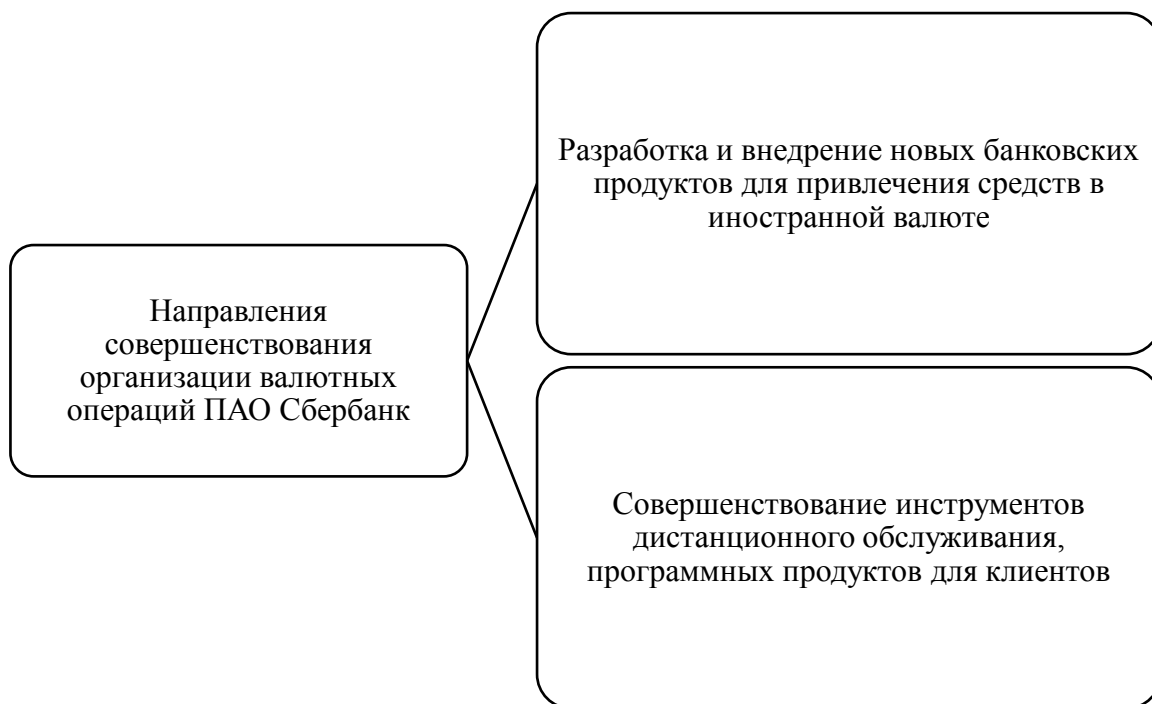 Разработка и внедрение новых банковских
продуктов для привлечения средств в
иностранной валюте
Направления
совершенствования
организации валютных
операций ПАО Сбербанк
Совершенствование инструментов
дистанционного обслуживания,
программных продуктов для клиентов